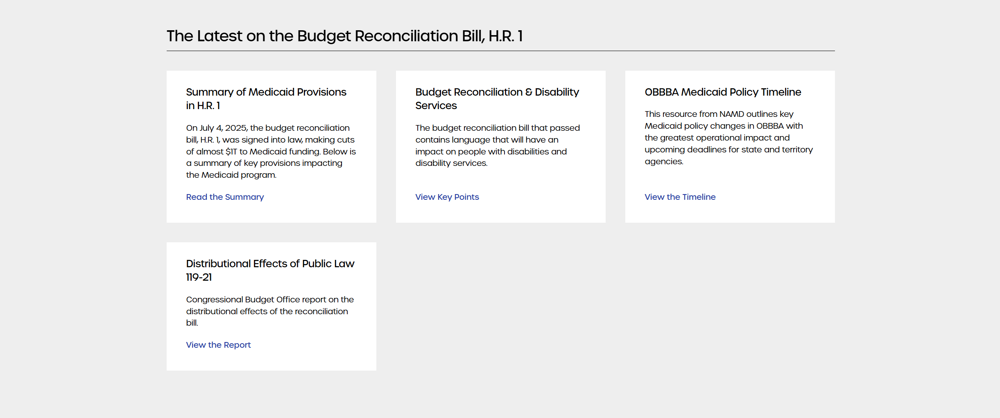 The Latest on the Budget Reconciliation Bill, H.R. 1
Summary of Medicaid Provisions
in H.R. 1
On July 4, 2025, the budget reconciliation
bill, H.R. 1, was signed into law, making cuts
of almost $1T to Medicaid funding. Below is
a summary of key provisions impacting
the Medicaid program.
Read the Summary
Budget Reconciliation & Disability
Services
The budget reconciliation bill that passed
contains language that will have an
impact on people with disabilities and
disability services.
View Key Points
OBBBA Medicaid Policy Timeline
This resource from NAMD outlines key
Medicaid policy changes in OBBBA with
the greatest operational impact and
upcoming deadlines for state and territory
agencies.
View the Timeline
Distributional Effects of Public Law
119-21
Congressional Budget Office report on the
distributional effects of the reconciliation
bill.
View the Report